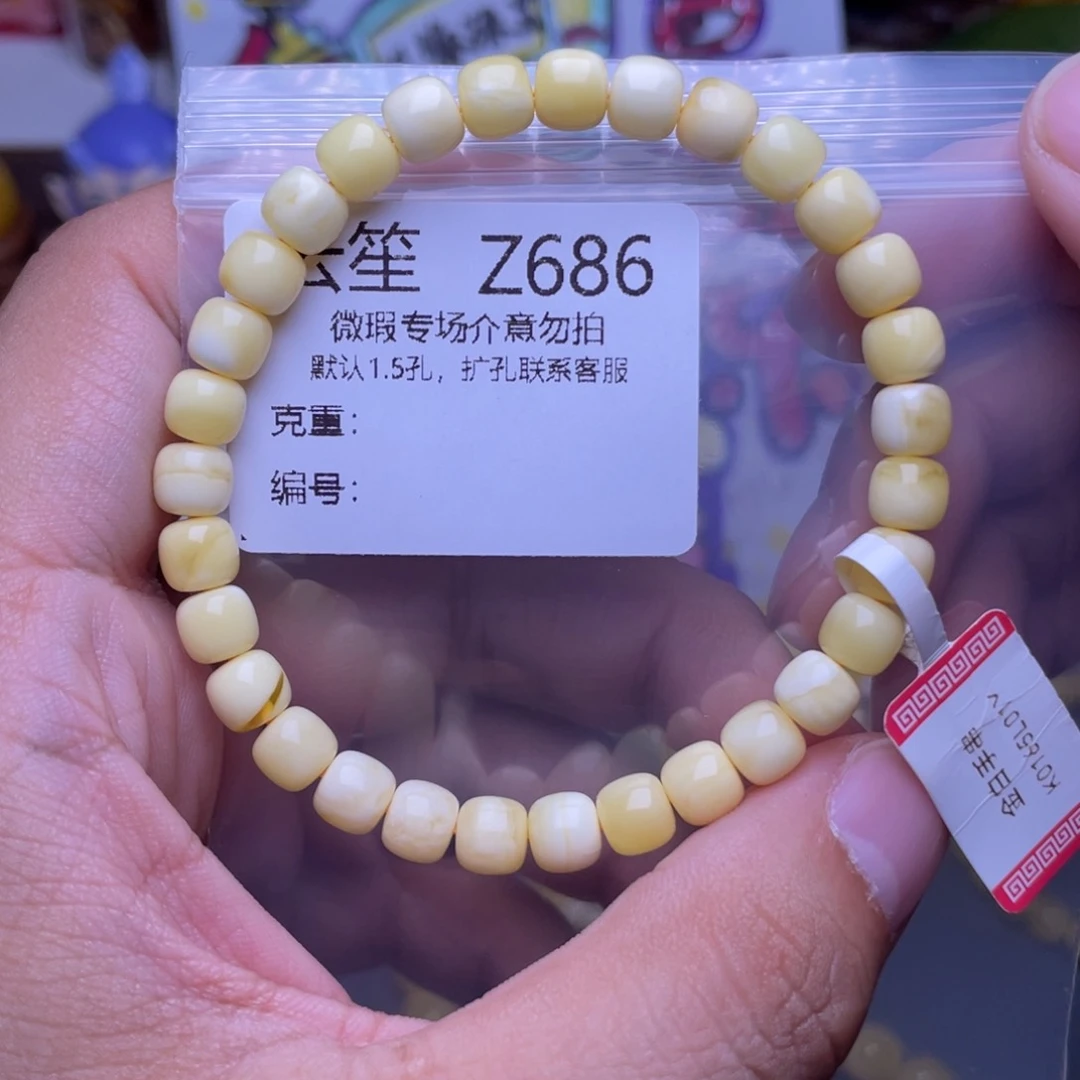 笙 Z686
微瑕专场介意勿拍
默认1.5孔，扩孔联系客服
克重：
编号：
K0165L01V